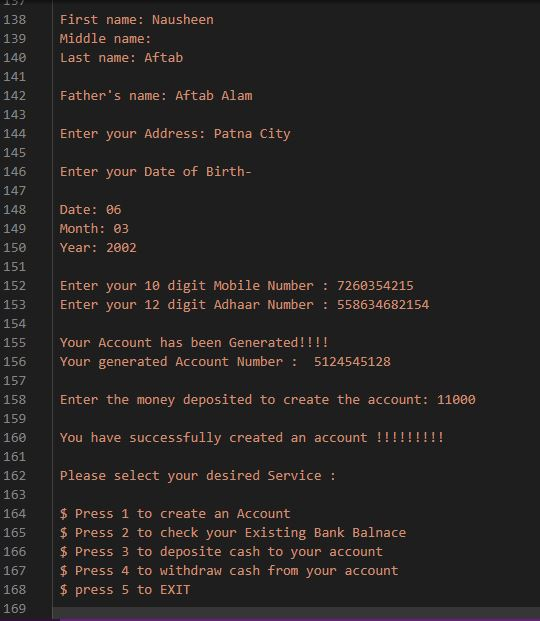 138 First name: Nausheen
139 Middle name:
140 Last name: Aftab
141
142 Father's name: Aftab Alam
143
144 Enter your Address: Patna City
145
146 Enter your Date of Birth-
147
148 Date: 06
149 Month: 03
150 Year: 2002
151
152 Enter your 10 digit Mobile Number : 7260354215
153 Enter your 12 digit Adhaar Number : 558634682154
154
155 Your Account has been Generated!!!!
156 Your generated Account Number :  5124545128
157
158 Enter the money deposited to create the account: 11000
159
160 You have successfully created an account !!!!!!!!!
161
162 Please select your desired Service :
163
164 $ Press 1 to create an Account
165 $ Press 2 to check your Existing Bank Balnace
166 $ Press 3 to deposite cash to your account
167 $ Press 4 to withdraw cash from your account
168 $ press 5 to EXIT
169